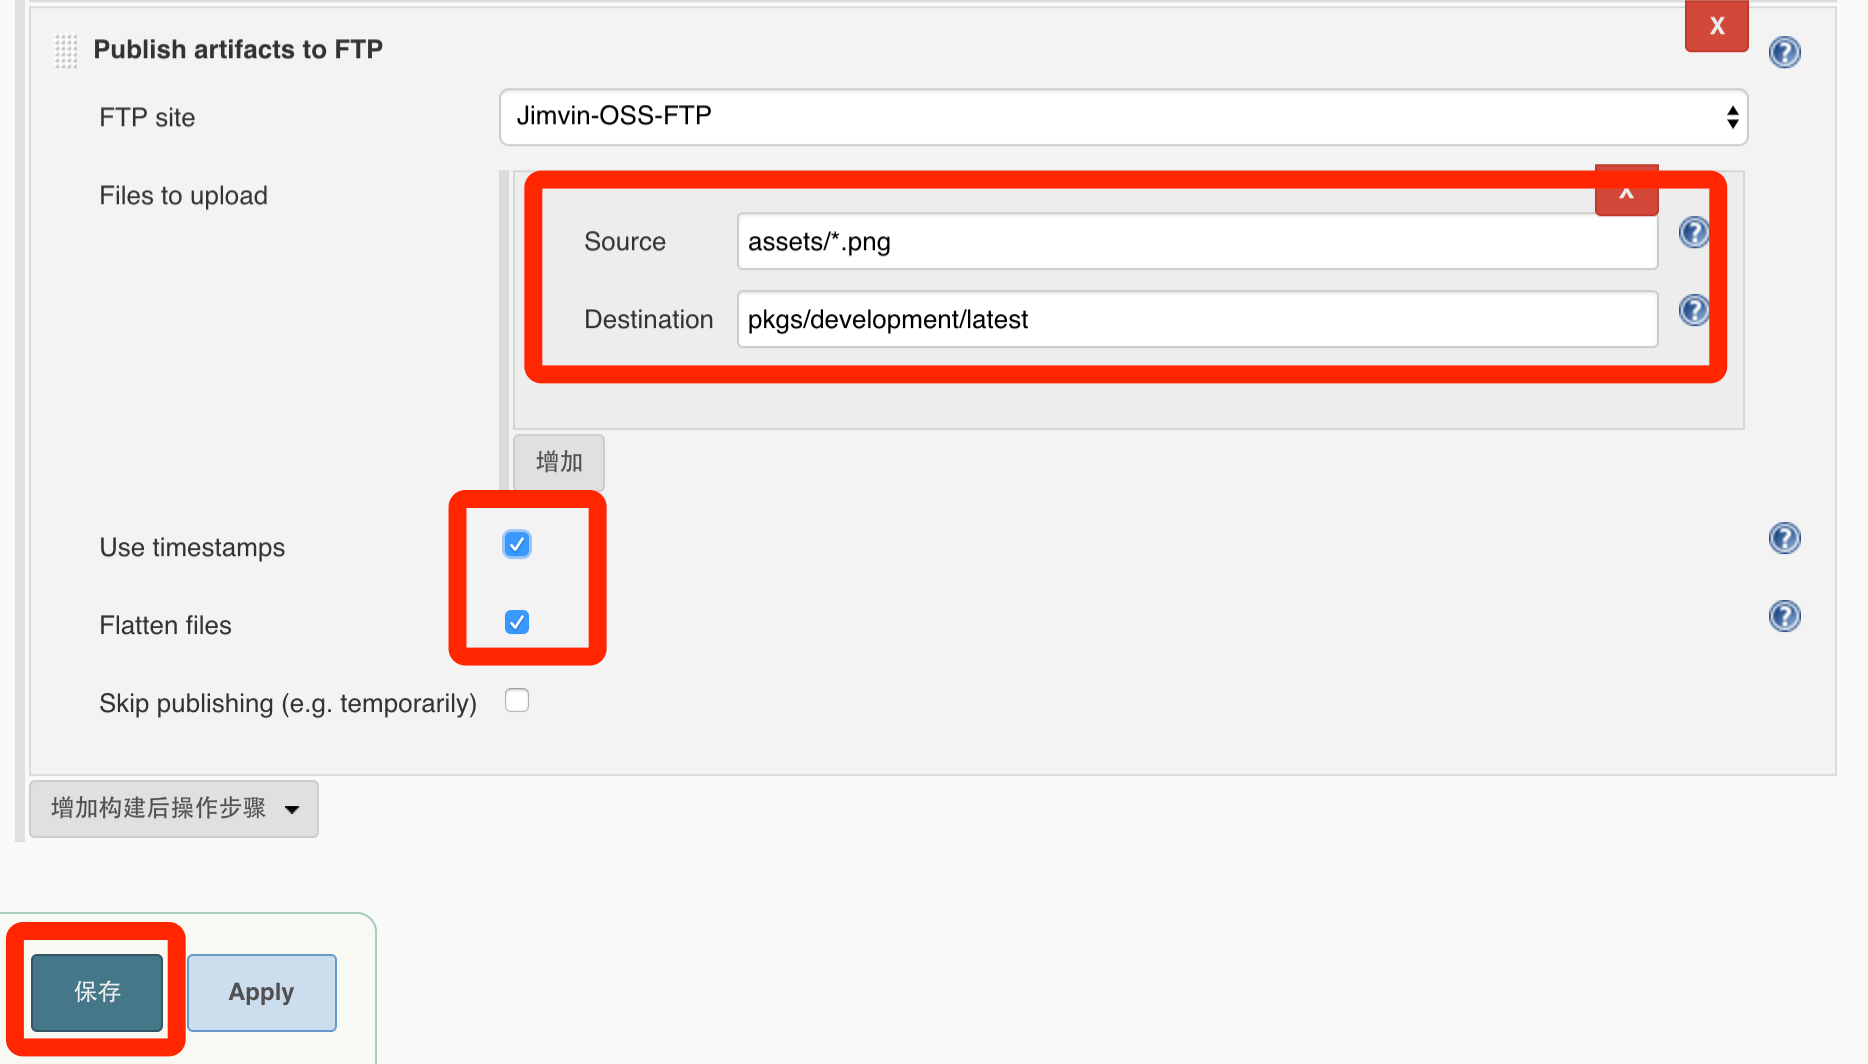 Publish artifacts to FTP
X
FTP site
Jimvin-OSS-FTP
Files to upload
X
Source
assets/*.png
Destination
pkgs/development/latest
增加
Use timestamps
Flatten files
Skip publishing (e.g. temporarily)
增加构建后操作步骤
保存
Apply